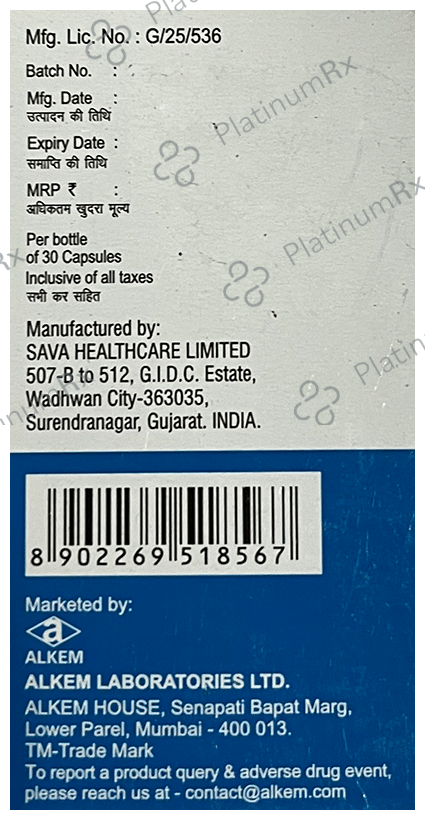 Mfg. Lic. No. : G/25/536
Batch No. :
Mfg. Date :
उत्पादन की तिथि
Expiry Date :
समाप्ति की तिथि
MRP ₹ :
अधिकतम खुदरा मूल्य
Per bottle
of 30 Capsules
Inclusive of all taxes
सभी कर सहित
Manufactured by:
SAVA HEALTHCARE LIMITED
507-B to 512, G.I.D.C. Estate,
Wadhwan City-363035,
Surendranagar, Gujarat. INDIA.
8 902269 518567
Marketed by:
a
ALKEM
ALKEM LABORATORIES LTD.
ALKEM HOUSE, Senapati Bapat Marg,
Lower Parel, Mumbai - 400 013.
TM-Trade Mark
To report a product query & adverse drug event,
please reach us at - contact@alkem.com
PlatinumRx
PlatinumRx
PlatinumRx
PlatinumRx